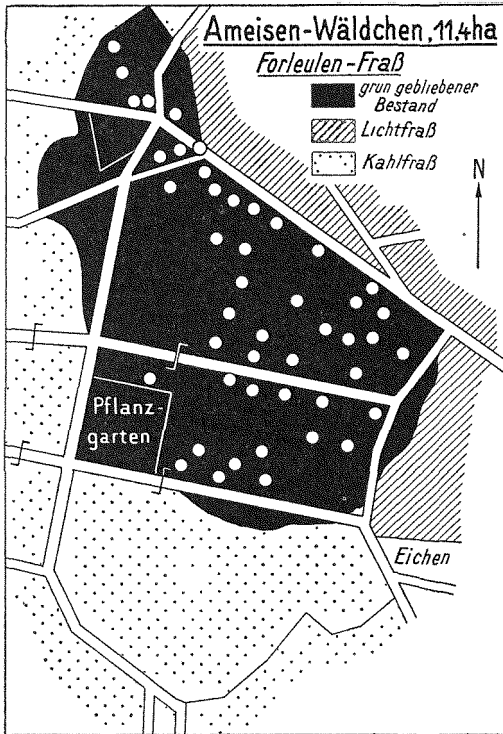 Ameisen-Wäldchen, 11.4ha
Forleulen-Fraß
grün gebliebener
Bestand
Lichtfraß
Kahlfraß
N
Pflanz-
garten
Eichen